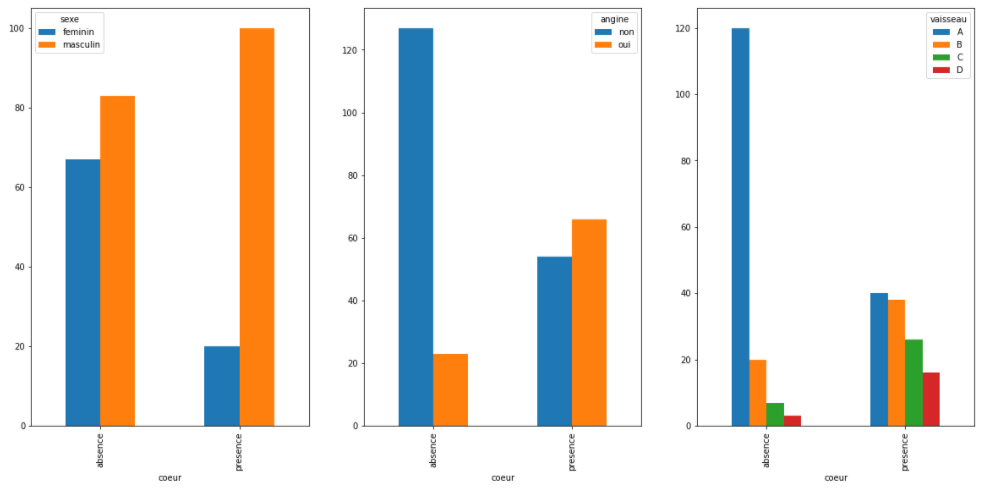 sexe
feminin
masculin
100
80
60
40
20
0
absence
presence
coeur
angine
non
oui
120
100
80
60
40
20
0
absence
presence
coeur
vaisseau
A
B
C
D
120
100
80
60
40
20
0
absence
presence
coeur